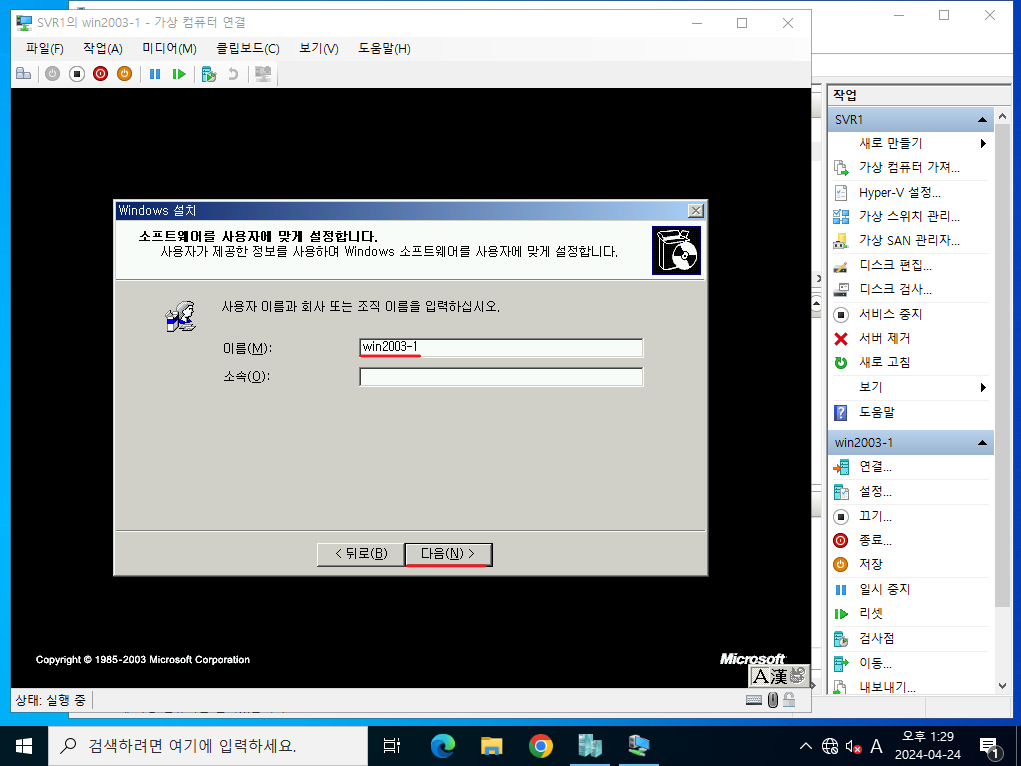 SVR1의 win2003-1 - 가상 컴퓨터 연결
파일(F) 작업(A) 미디어(M) 클립보드(C) 보기(V) 도움말(H)
Windows 설치
소프트웨어를 사용자에 맞게 설정합니다.
사용자가 제공한 정보를 사용하여 Windows 소프트웨어를 사용자에 맞게 설정합니다.
사용자 이름과 회사 또는 조직 이름을 입력하십시오.
이름(M): win2003-1
소속(O):
< 뒤로(B) 다음(N) >
Copyright © 1985-2003 Microsoft Corporation
Microsoft
A漢
상태: 실행 중
작업
SVR1
새로 만들기
가상 컴퓨터 가져...
Hyper-V 설정...
가상 스위치 관리...
가상 SAN 관리자...
디스크 편집...
디스크 검사...
서비스 중지
서버 제거
새로 고침
보기
도움말
win2003-1
연결...
설정...
끄기...
종료...
저장
일시 중지
리셋
검사점
이동...
내보내기...
검색하려면 여기에 입력하세요.
A
오후 1:29
2024-04-24
1